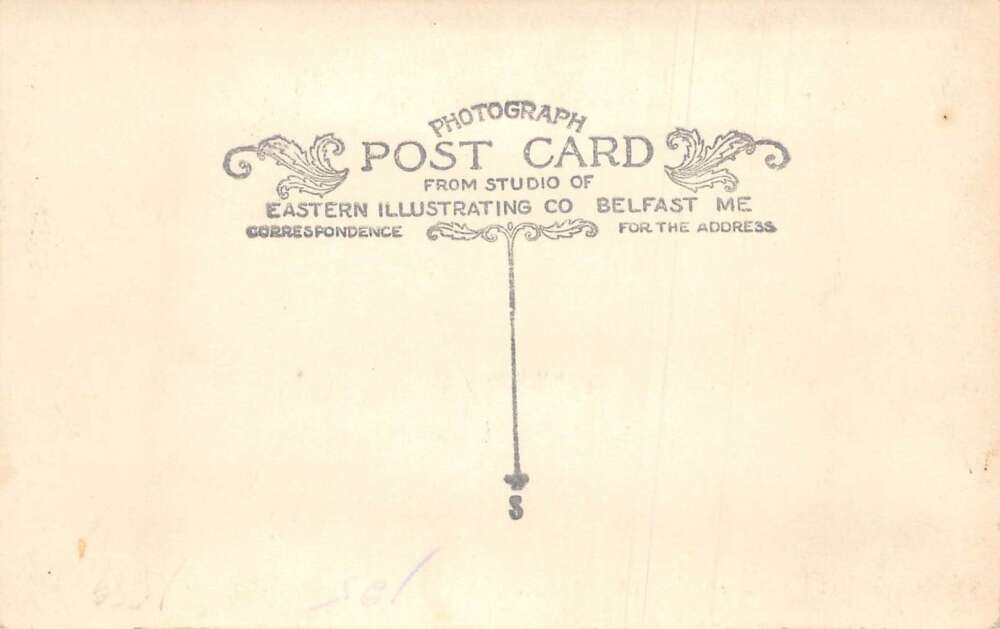 PHOTOGRAPH
POST CARD
FROM STUDIO OF
EASTERN ILLUSTRATING CO BELFAST ME
CORRESPONDENCE FOR THE ADDRESS
S